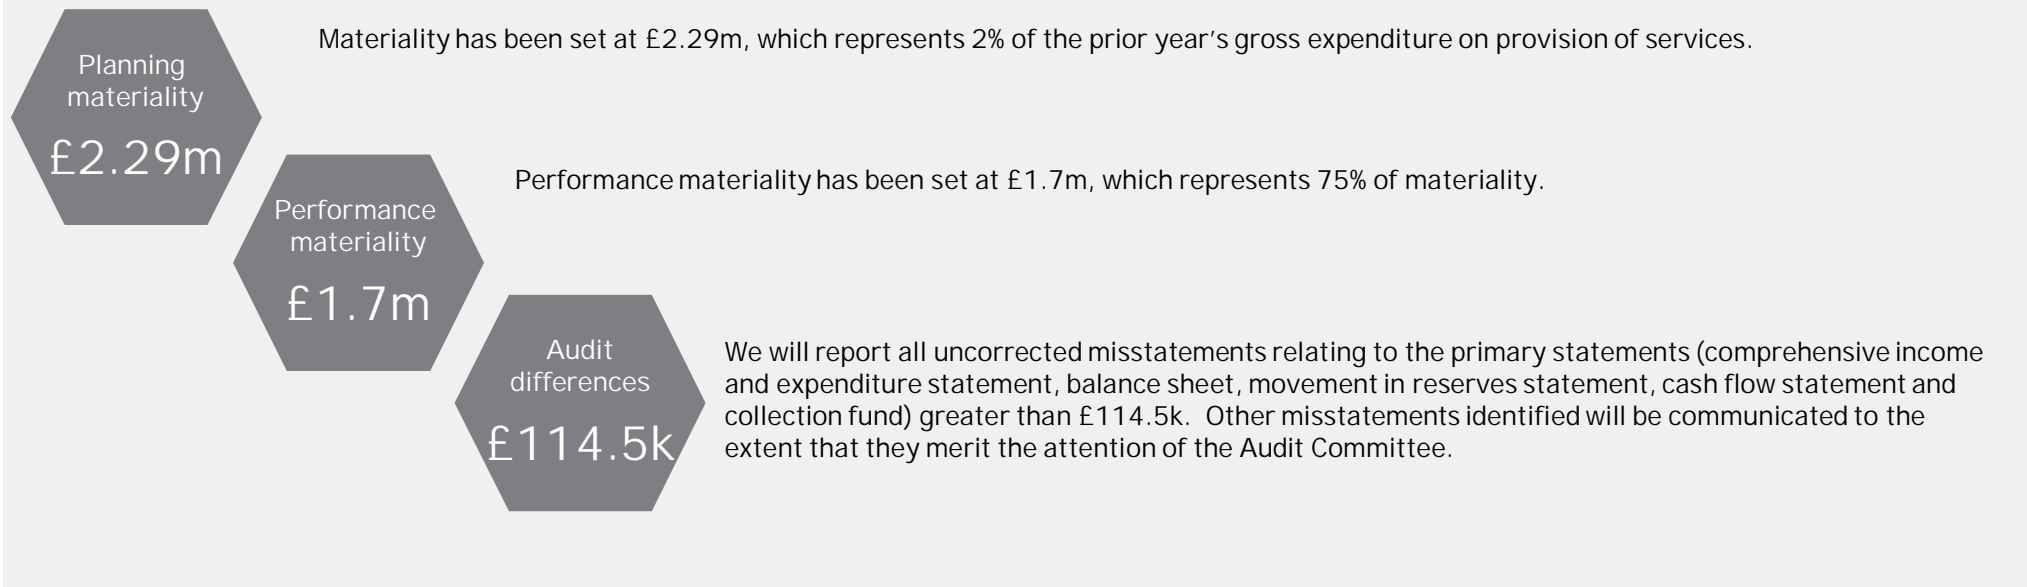 Planning
materiality
£2.29m
Materiality has been set at £2.29m, which represents 2% of the prior year's gross expenditure on provision of services.
Performance
materiality
£1.7m
Performance materiality has been set at £1.7m, which represents 75% of materiality.
Audit
differences
£114.5k
We will report all uncorrected misstatements relating to the primary statements (comprehensive income
and expenditure statement, balance sheet, movement in reserves statement, cash flow statement and
collection fund) greater than £114.5k.  Other misstatements identified will be communicated to the
extent that they merit the attention of the Audit Committee.